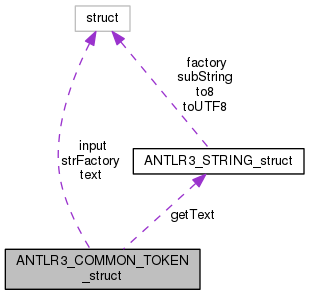 struct
factory
subString
to8
toUTF8
input
strFactory
text
ANTLR3_STRING_struct
getText
ANTLR3_COMMON_TOKEN
_struct